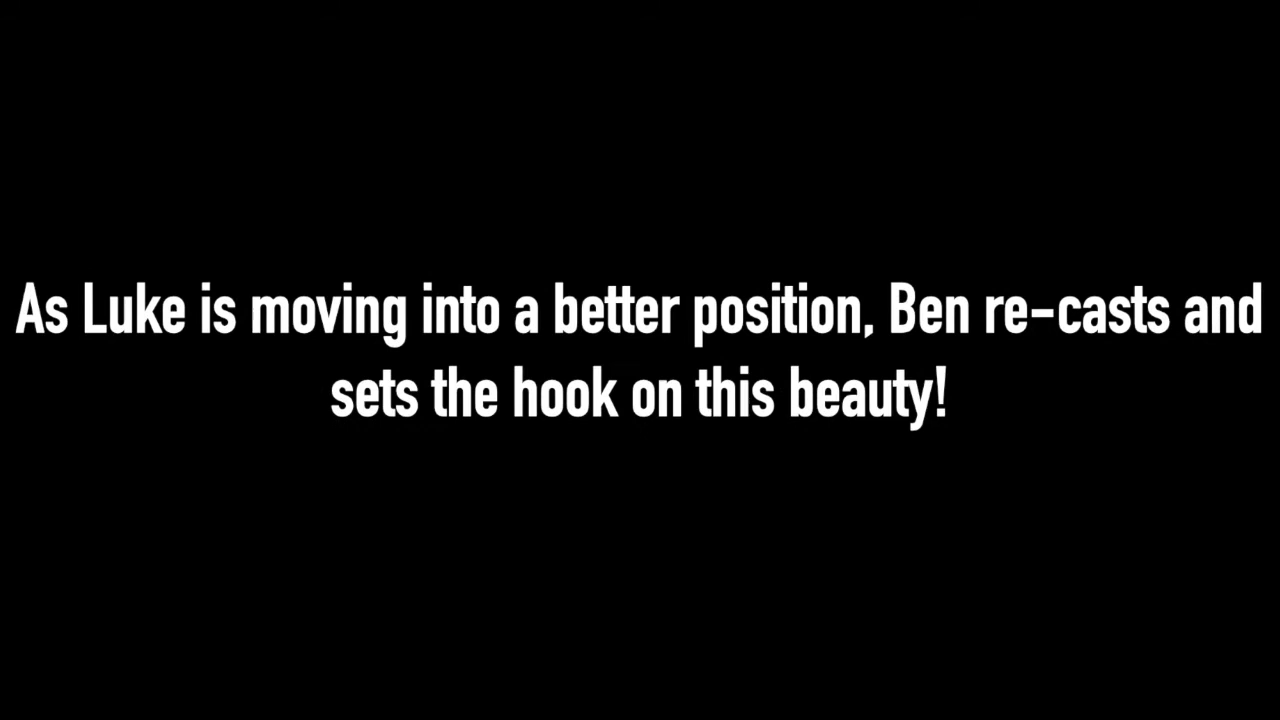 As Luke is moving into a better position, Ben re-casts and
sets the hook on this beauty!